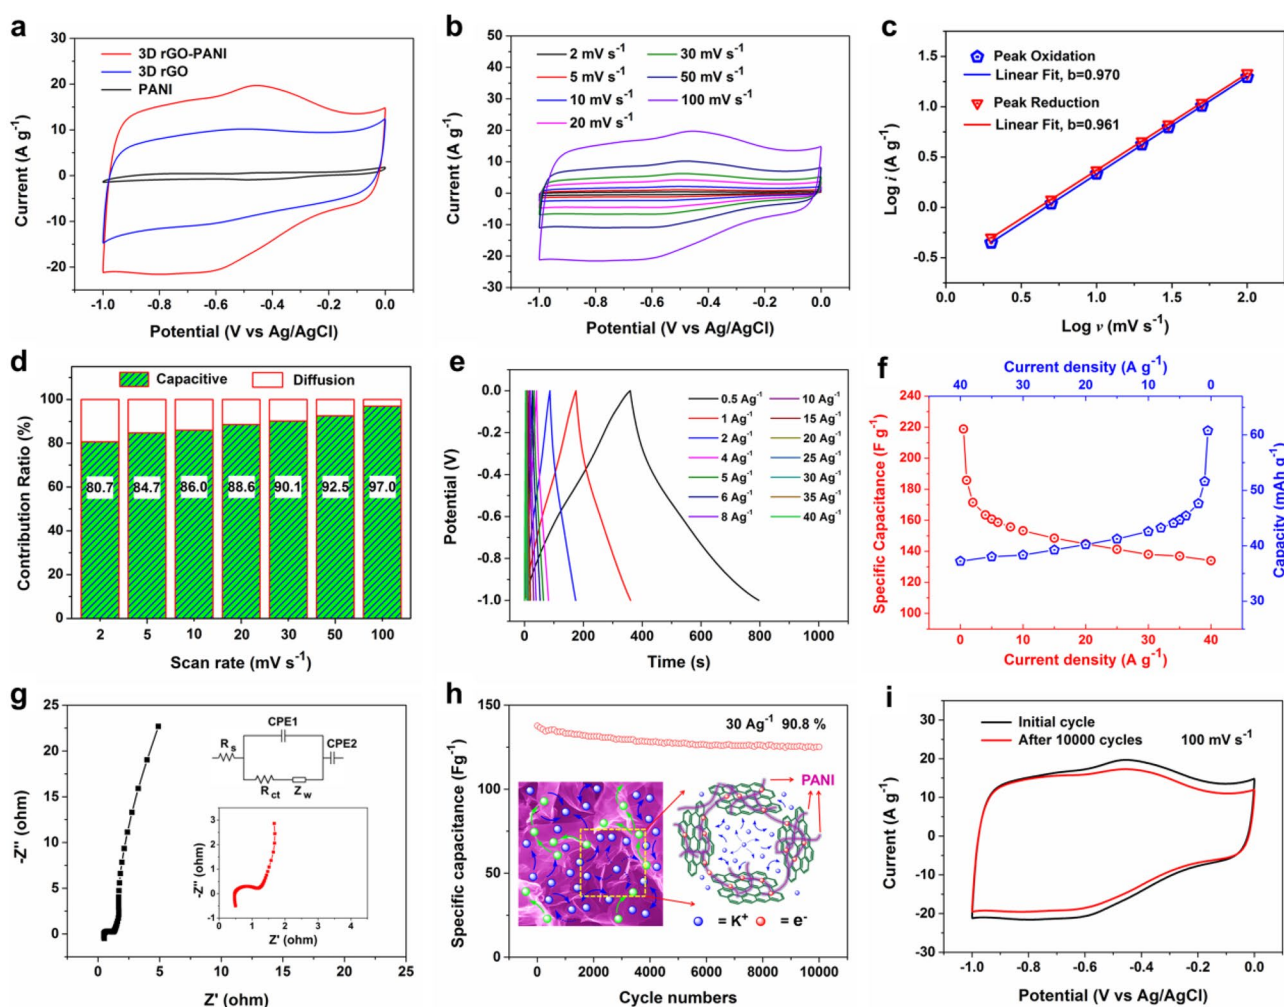 a
3D rGO-PANI
3D rGO
PANI
Current (A g⁻¹)
30
20
10
0
-10
-20
-1.0 -0.8 -0.6 -0.4 -0.2 0.0
Potential (V vs Ag/AgCl)
b
2 mV s⁻¹ 30 mV s⁻¹
5 mV s⁻¹ 50 mV s⁻¹
10 mV s⁻¹ 100 mV s⁻¹
20 mV s⁻¹
Current (A g⁻¹)
50
40
30
20
10
0
-10
-20
-30
-1.0 -0.8 -0.6 -0.4 -0.2 0.0
Potential (V vs Ag/AgCl)
c
Peak Oxidation
Linear Fit, b=0.970
Peak Reduction
Linear Fit, b=0.961
Log i (A g⁻¹)
1.5
1.0
0.5
0.0
-0.5
0.0 0.5 1.0 1.5 2.0
Log v (mV s⁻¹)
d
Capacitive Diffusion
Contribution Ratio (%)
100
80
60
40
20
0
80.7 84.7 86.0 88.6 90.1 92.5 97.0
2 5 10 20 30 50 100
Scan rate (mV s⁻¹)
e
0.5 Ag⁻¹ 10 Ag⁻¹
1 Ag⁻¹ 15 Ag⁻¹
2 Ag⁻¹ 20 Ag⁻¹
4 Ag⁻¹ 25 Ag⁻¹
5 Ag⁻¹ 30 Ag⁻¹
6 Ag⁻¹ 35 Ag⁻¹
8 Ag⁻¹ 40 Ag⁻¹
Potential (V)
0.0
-0.2
-0.4
-0.6
-0.8
-1.0
0 200 400 600 800 1000
Time (s)
f
Current density (A g⁻¹)
40 30 20 10 0
Specific Capacitance (F g⁻¹)
240
220
200
180
160
140
120
100
Capacity (mAh g⁻¹)
60
50
40
30
0 10 20 30 40
Current density (A g⁻¹)
g
-Z'' (ohm)
25
20
15
10
5
0
0 5 10 15 20 25
Z' (ohm)
CPE1
Rs
CPE2
Rct Zw
-Z'' (ohm)
3
2
1
0
-1
0 1 2 3 4
Z' (ohm)
h
30 Ag⁻¹ 90.8 %
Specific capacitance (Fg⁻¹)
150
125
100
75
50
0 2000 4000 6000 8000 10000
Cycle numbers
PANI
= K⁺ = e⁻
i
Initial cycle
After 10000 cycles 100 mV s⁻¹
Current (A g⁻¹)
30
20
10
0
-10
-20
-30
-1.0 -0.8 -0.6 -0.4 -0.2 0.0
Potential (V vs Ag/AgCl)